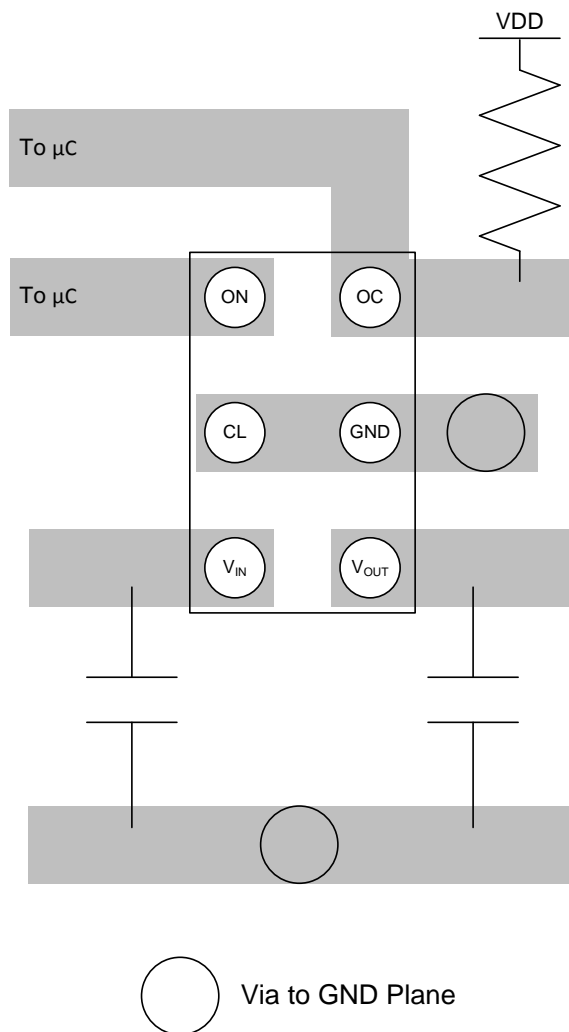 VDD
To µC
To µC
ON
OC
CL
GND
VIN
VOUT
Via to GND Plane